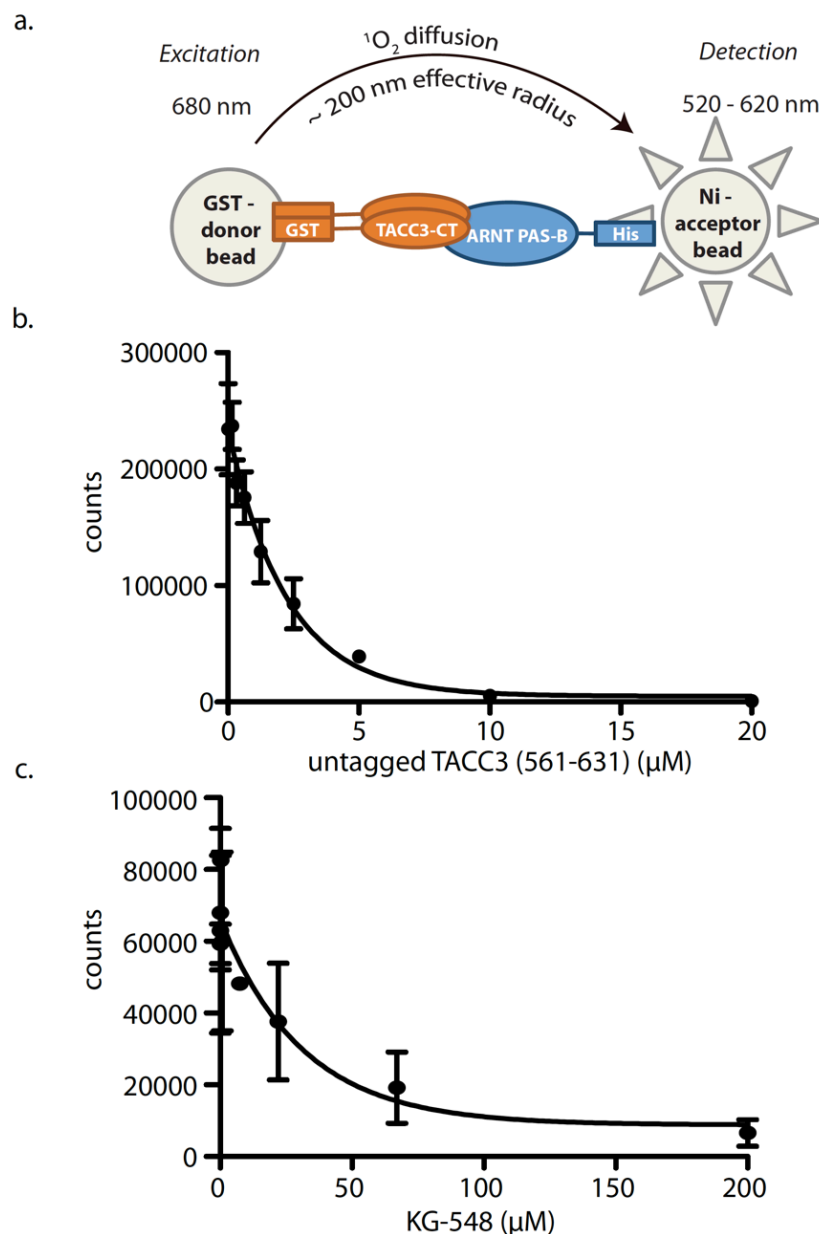 a.
Excitation
¹O₂ diffusion
Detection
680 nm
~ 200 nm effective radius
520 - 620 nm
GST -
donor
bead
GST
TACC3-CT
ARNT PAS-B
His
Ni -
acceptor
bead
b.
300000
200000
100000
0
counts
0 5 10 15 20
untagged TACC3 (561-631) (µM)
c.
100000
80000
60000
40000
20000
0
counts
0 50 100 150 200
KG-548 (µM)